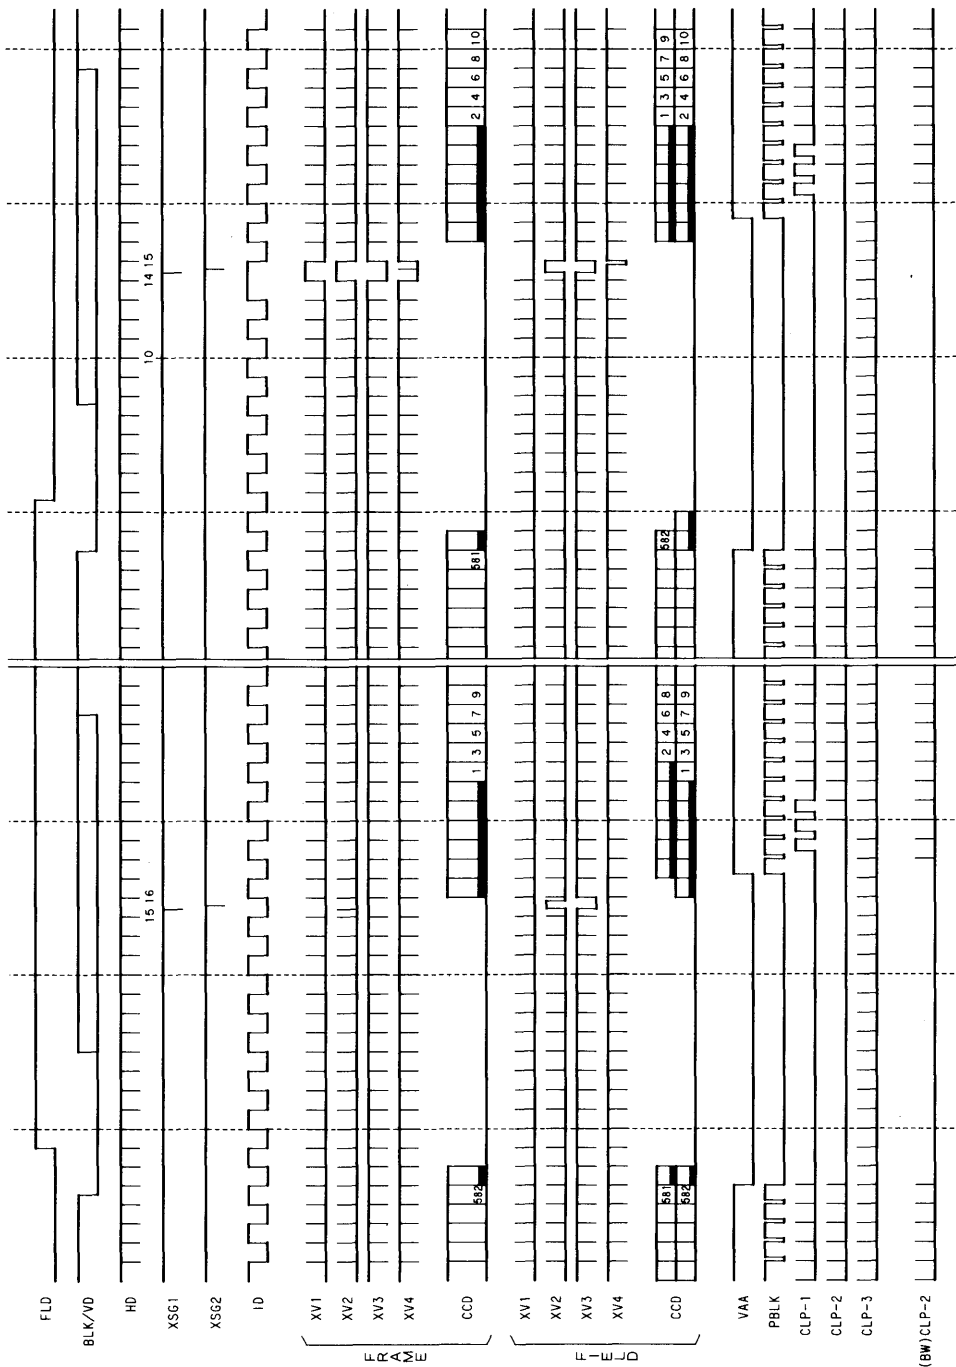 FLD
BLK/VD
HD
15 16
10
14 15
XSG1
XSG2
ID
FRAME
XV1
XV2
XV3
XV4
CCD
582
1 3 5 7 9
581
2 4 6 8 10
FIELD
XV1
XV2
XV3
XV4
CCD
581
2 4 6 8
582
1 3 5 7 9
582
1 3 5 7 9
2 4 6 8 10
VAA
PBLK
CLP-1
CLP-2
CLP-3
(BW)CLP-2